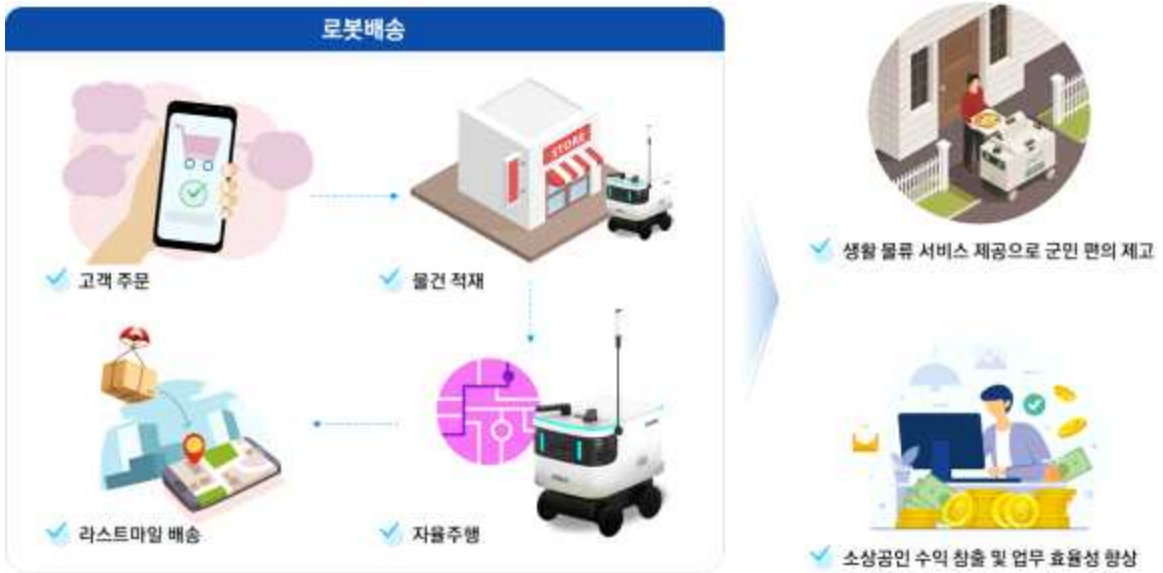 로봇배송
STORE
고객 주문
물건 적재
라스트마일 배송
자율주행
생활 물류 서비스 제공으로 군민 편의 제고
소상공인 수익 창출 및 업무 효율성 향상